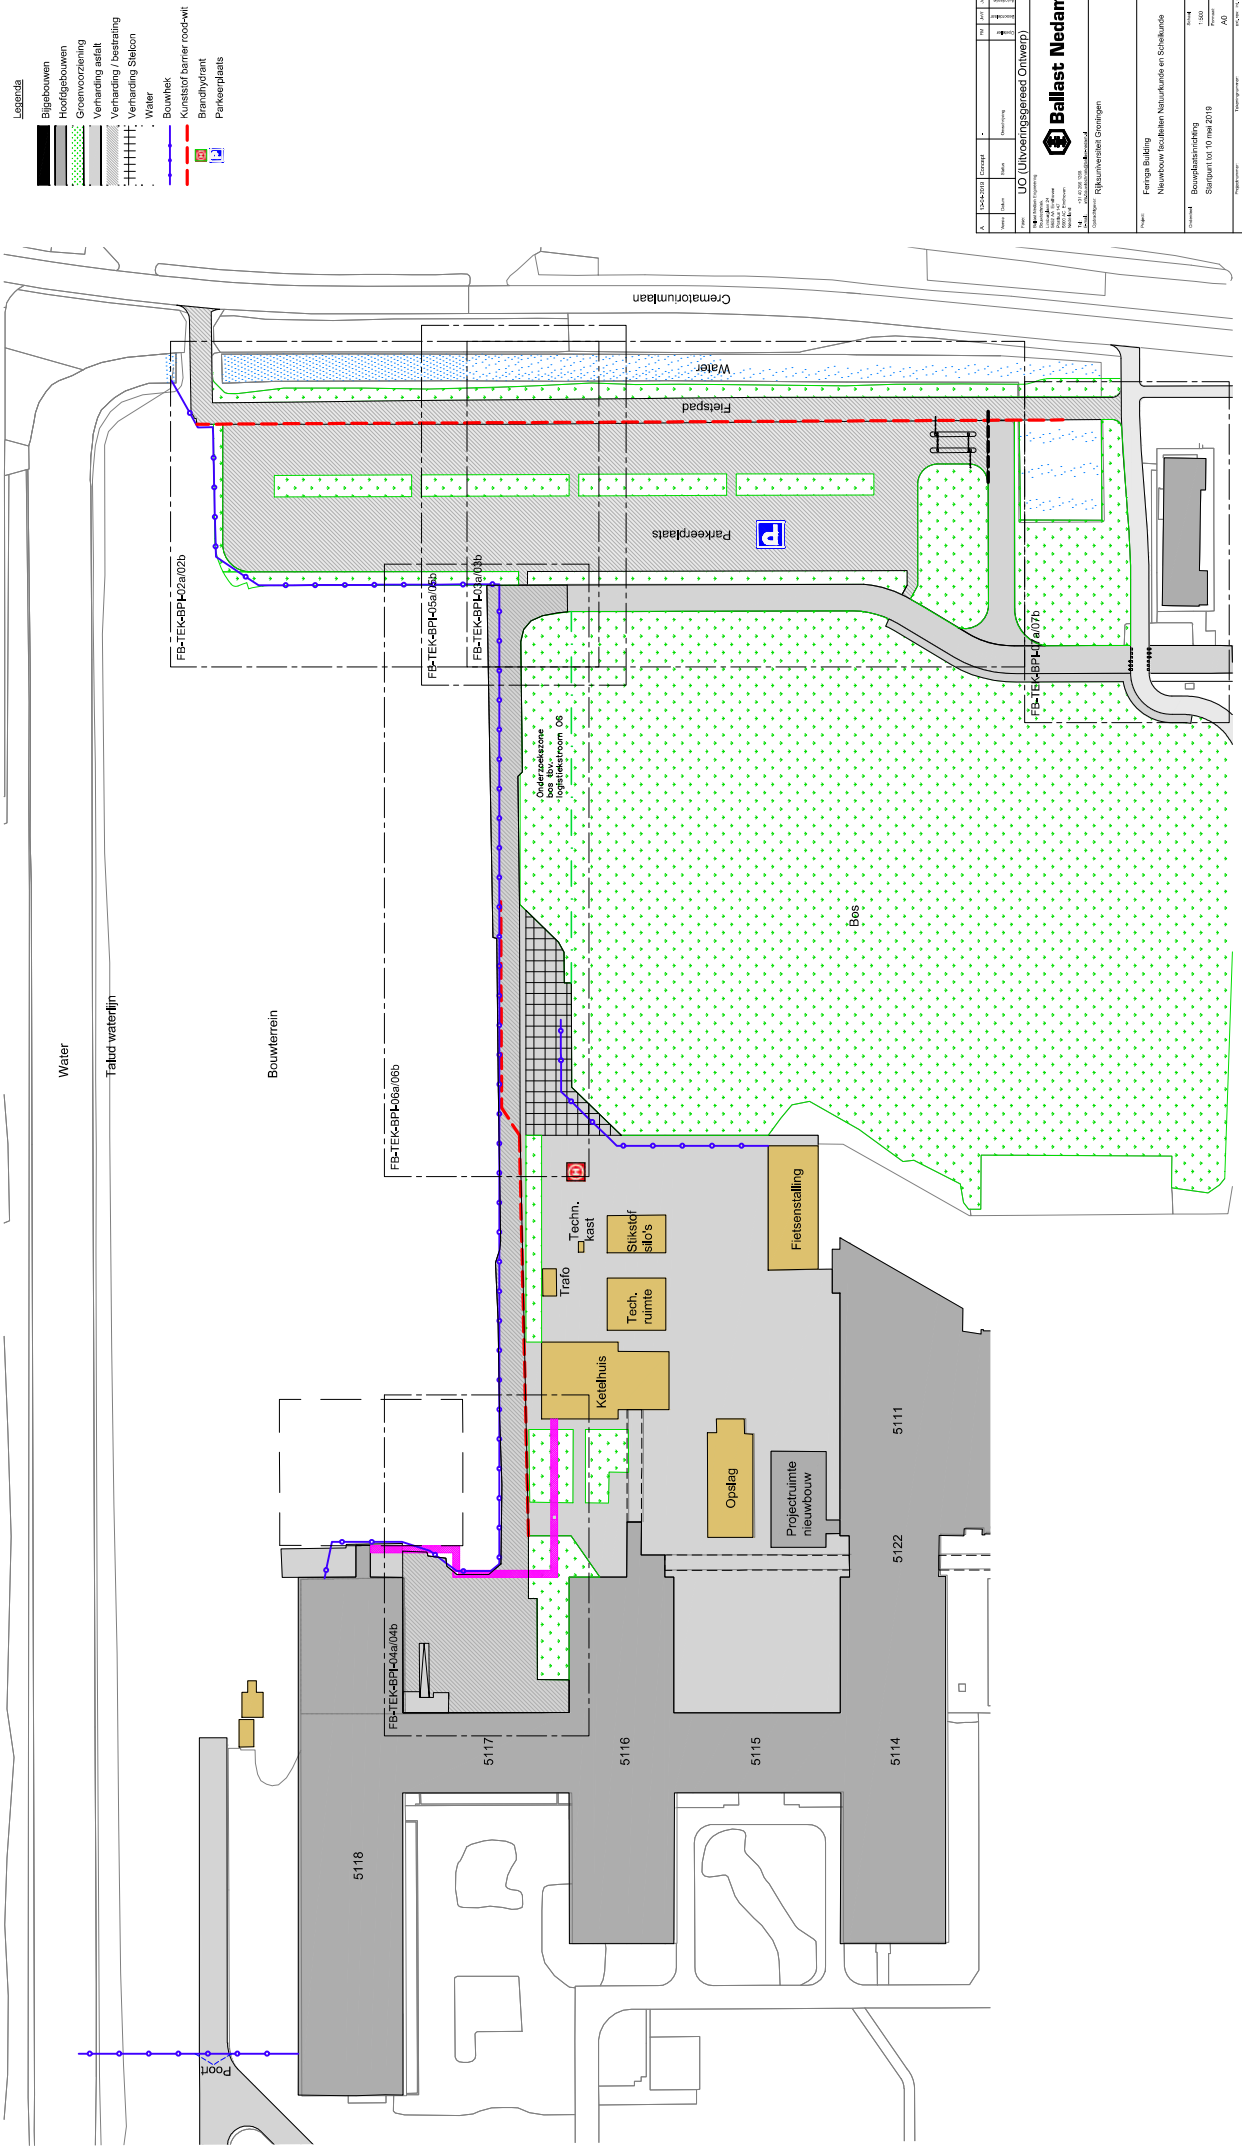 Legenda
Bijgebouwen
Hoofdgebouwen
Groenvoorziening
Verharding asfalt
Verharding / bestrating
Verharding Stelcon
Water
Bouwhek
Kunststof barrier rood-wit
Brandhydrant
Parkeerplaats
A
Concept
UO (Uitvoeringsgereed Ontwerp)
Ballast Nedam
Rijksuniversiteit Groningen
Feringa Building
Nieuwbouw faculteiten Natuurkunde en Scheikunde
Bouwplaatsinrichting
Startpunt tot 10 mei 2019
1:500
A0
Crematoriumlaan
Water
Fietspad
Parkeerplaats
FB-TEK-BPI-02a/02b
FB-TEK-BPI-05a/05b
FB-TEK-BPI-03a/03b
FB-TEK-BPI-07a/07b
Onderzoekszone
bos tbv.
logistiekstroom OS
Bos
Water
Talud waterlijn
Bouwterrein
FB-TEK-BPI-06a/06b
Techn.
kast
Trafo
Stikstof
silo's
Tech.
ruimte
Fietsenstalling
Ketelhuis
Opslag
Projectruimte
nieuwbouw
5111
5122
FB-TEK-BPI-04a/04b
5117
5116
5115
5114
5118
Poort